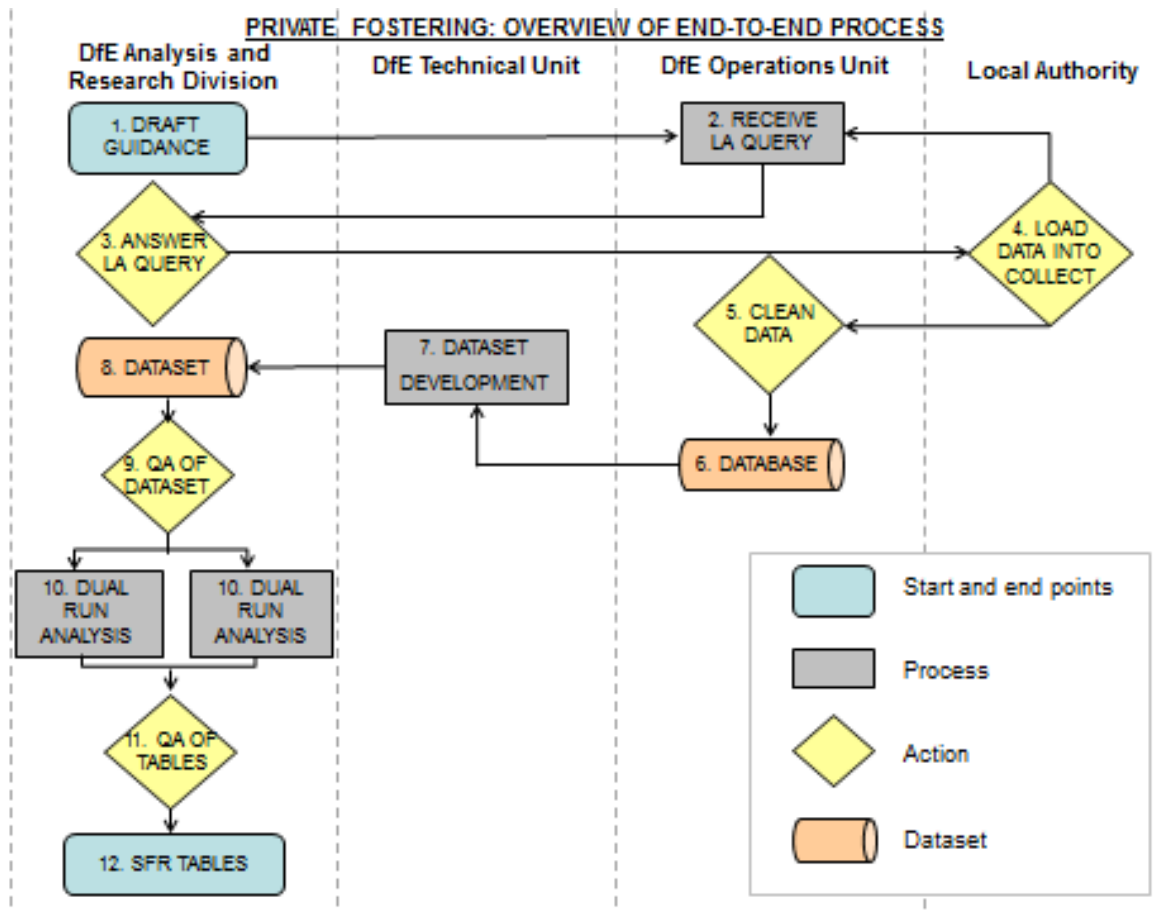 PRIVATE FOSTERING: OVERVIEW OF END-TO-END PROCESS
DfE Analysis and
Research Division
DfE Technical Unit
DfE Operations Unit
Local Authority
1. DRAFT
GUIDANCE
2. RECEIVE
LA QUERY
3. ANSWER
LA QUERY
4. LOAD
DATA INTO
COLLECT
5. CLEAN
DATA
7. DATASET
DEVELOPMENT
8. DATASET
6. DATABASE
9. QA OF
DATASET
10. DUAL
RUN
ANALYSIS
10. DUAL
RUN
ANALYSIS
11. QA OF
TABLES
12. SFR TABLES
Start and end points
Process
Action
Dataset